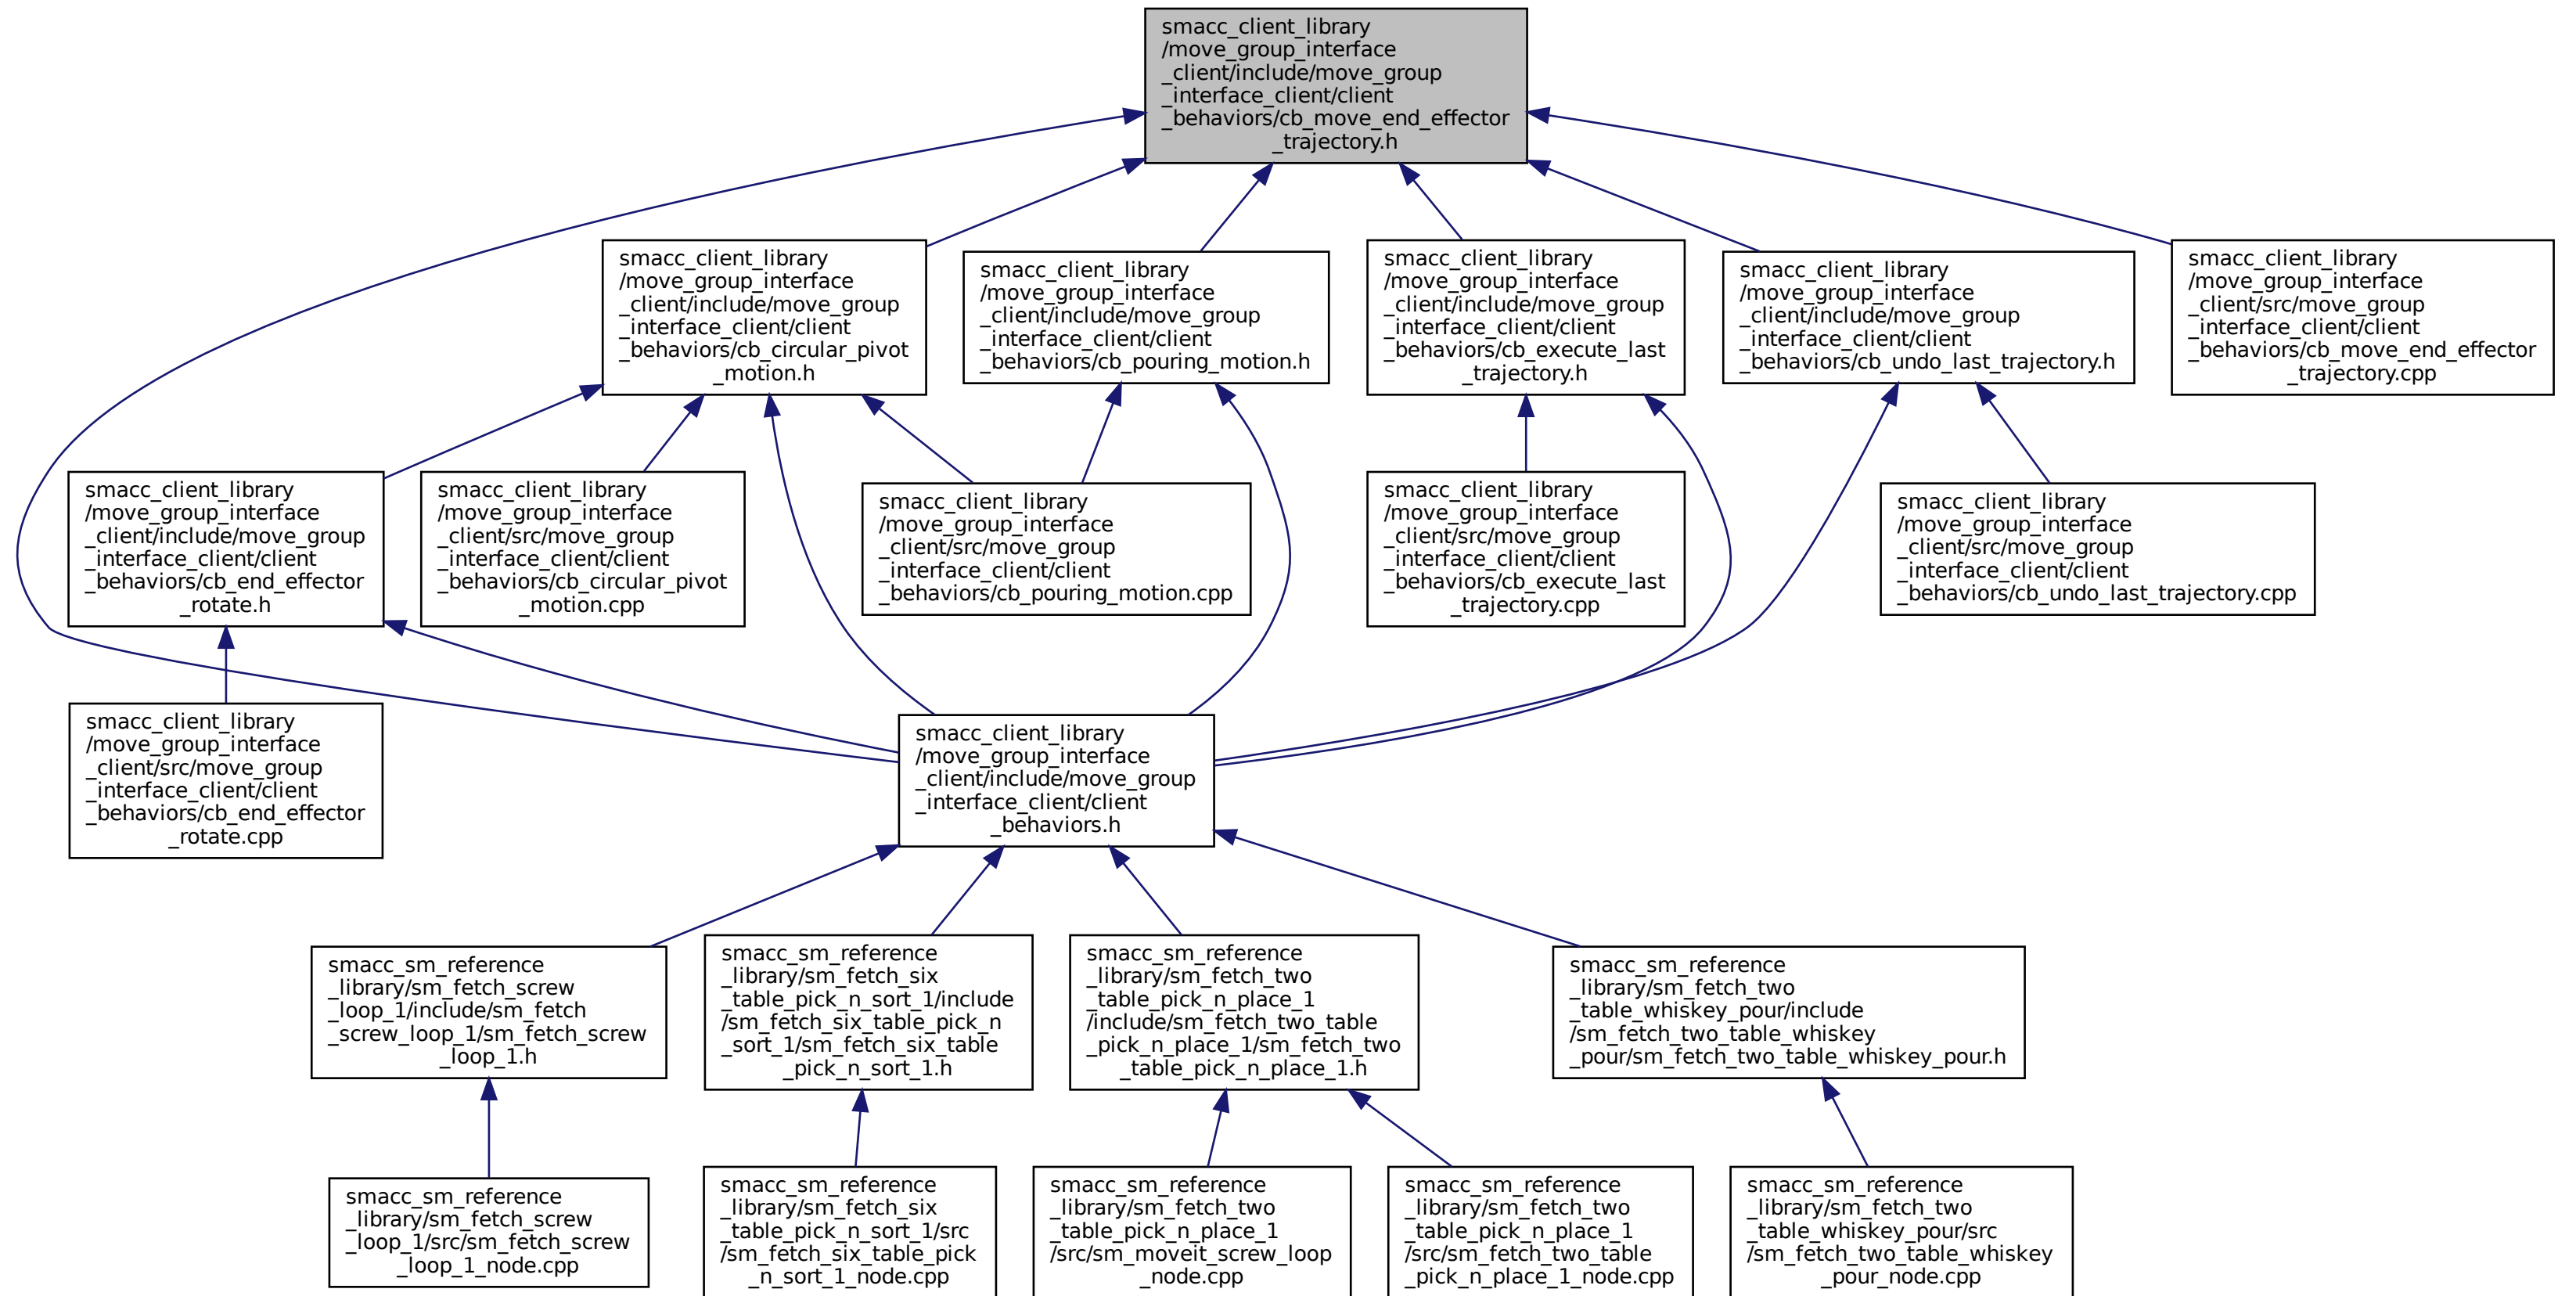 smacc_client_library
/move_group_interface
_client/include/move_group
_interface_client/client
_behaviors/cb_move_end_effector
_trajectory.h
smacc_client_library
/move_group_interface
_client/include/move_group
_interface_client/client
_behaviors/cb_circular_pivot
_motion.h
smacc_client_library
/move_group_interface
_client/include/move_group
_interface_client/client
_behaviors/cb_pouring_motion.h
smacc_client_library
/move_group_interface
_client/include/move_group
_interface_client/client
_behaviors/cb_execute_last
_trajectory.h
smacc_client_library
/move_group_interface
_client/include/move_group
_interface_client/client
_behaviors/cb_undo_last_trajectory.h
smacc_client_library
/move_group_interface
_client/src/move_group
_interface_client/client
_behaviors/cb_move_end_effector
_trajectory.cpp
smacc_client_library
/move_group_interface
_client/include/move_group
_interface_client/client
_behaviors/cb_end_effector
_rotate.h
smacc_client_library
/move_group_interface
_client/src/move_group
_interface_client/client
_behaviors/cb_circular_pivot
_motion.cpp
smacc_client_library
/move_group_interface
_client/src/move_group
_interface_client/client
_behaviors/cb_pouring_motion.cpp
smacc_client_library
/move_group_interface
_client/src/move_group
_interface_client/client
_behaviors/cb_execute_last
_trajectory.cpp
smacc_client_library
/move_group_interface
_client/src/move_group
_interface_client/client
_behaviors/cb_undo_last_trajectory.cpp
smacc_client_library
/move_group_interface
_client/src/move_group
_interface_client/client
_behaviors/cb_end_effector
_rotate.cpp
smacc_client_library
/move_group_interface
_client/include/move_group
_interface_client/client
_behaviors.h
smacc_sm_reference
_library/sm_fetch_screw
_loop_1/include/sm_fetch
_screw_loop_1/sm_fetch_screw
_loop_1.h
smacc_sm_reference
_library/sm_fetch_six
_table_pick_n_sort_1/include
/sm_fetch_six_table_pick_n
_sort_1/sm_fetch_six_table
_pick_n_sort_1.h
smacc_sm_reference
_library/sm_fetch_two
_table_pick_n_place_1
/include/sm_fetch_two_table
_pick_n_place_1/sm_fetch_two
_table_pick_n_place_1.h
smacc_sm_reference
_library/sm_fetch_two
_table_whiskey_pour/include
/sm_fetch_two_table_whiskey
_pour/sm_fetch_two_table_whiskey_pour.h
smacc_sm_reference
_library/sm_fetch_screw
_loop_1/src/sm_fetch_screw
_loop_1_node.cpp
smacc_sm_reference
_library/sm_fetch_six
_table_pick_n_sort_1/src
/sm_fetch_six_table_pick
_n_sort_1_node.cpp
smacc_sm_reference
_library/sm_fetch_two
_table_pick_n_place_1
/src/sm_moveit_screw_loop
_node.cpp
smacc_sm_reference
_library/sm_fetch_two
_table_pick_n_place_1
/src/sm_fetch_two_table
_pick_n_place_1_node.cpp
smacc_sm_reference
_library/sm_fetch_two
_table_whiskey_pour/src
/sm_fetch_two_table_whiskey
_pour_node.cpp